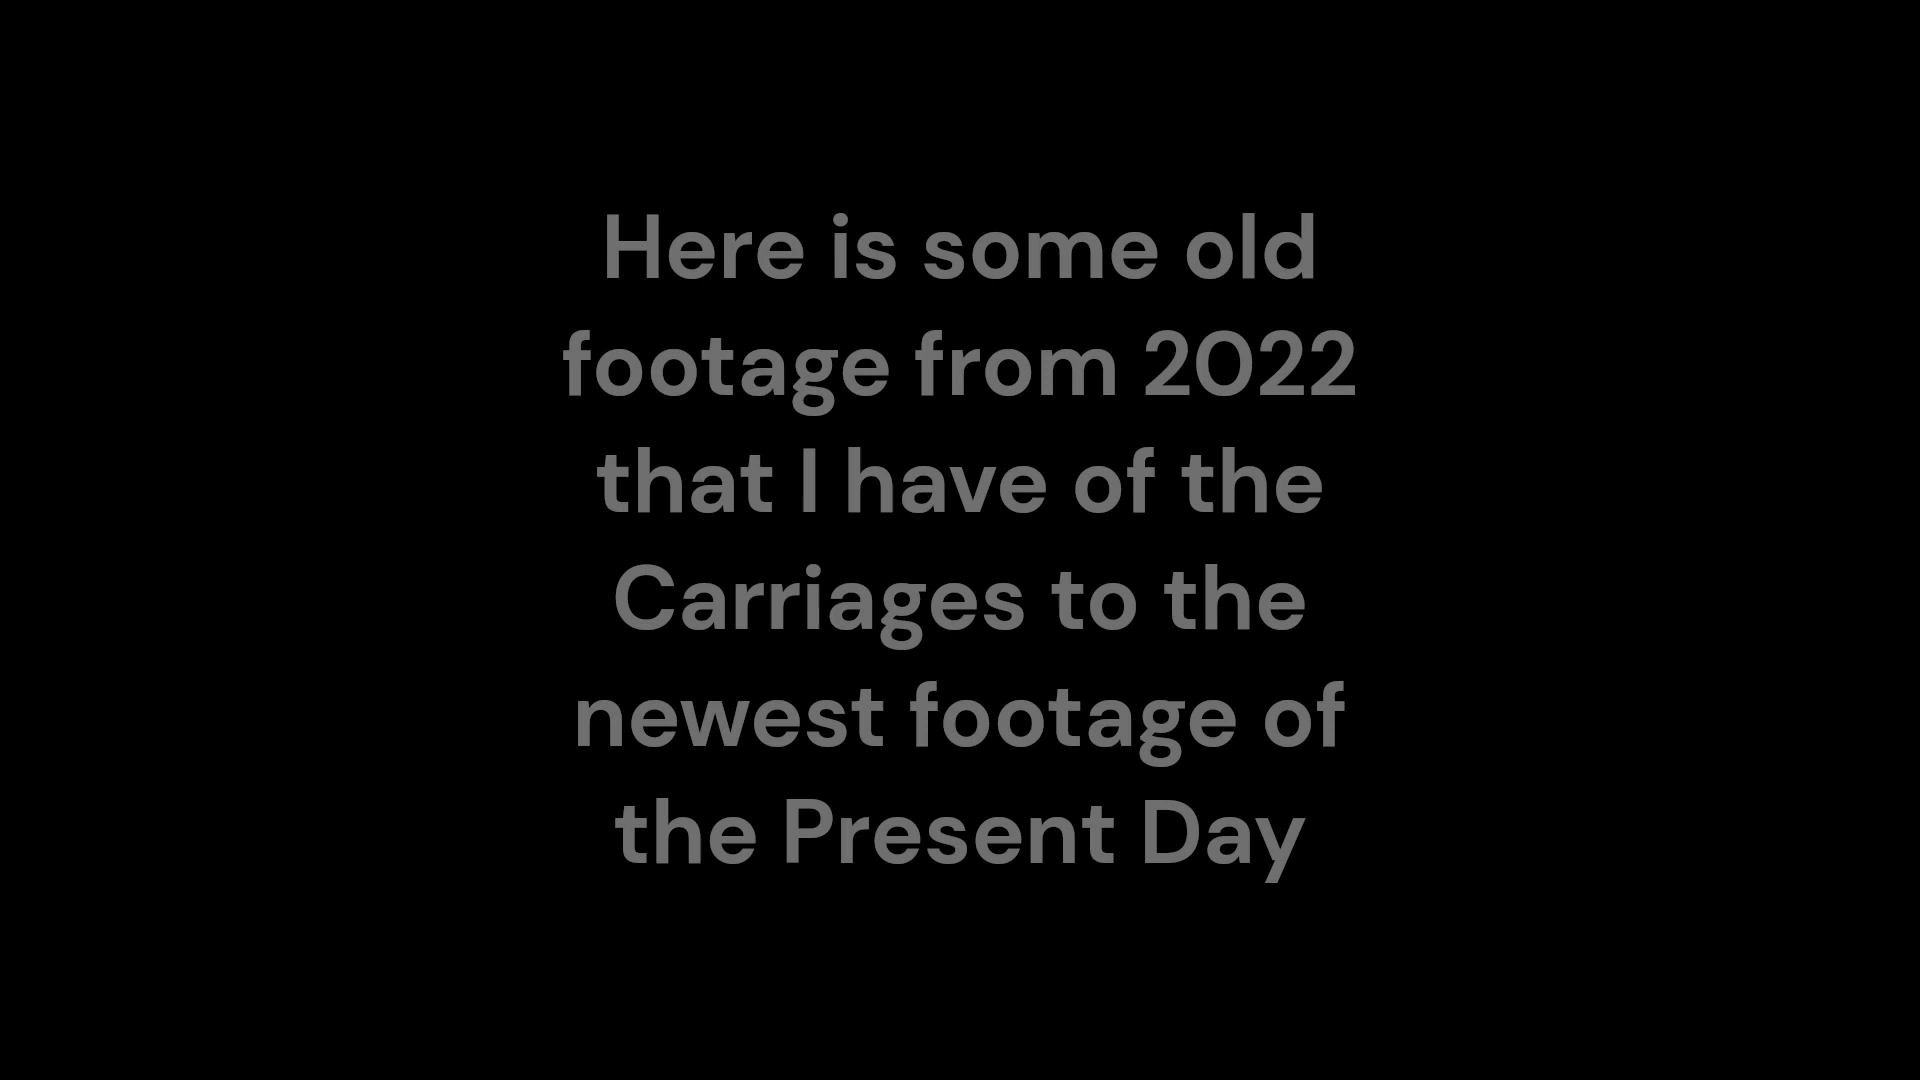 Here is some old
footage from 2022
that I have of the
Carriages to the
newest footage of
the Present Day